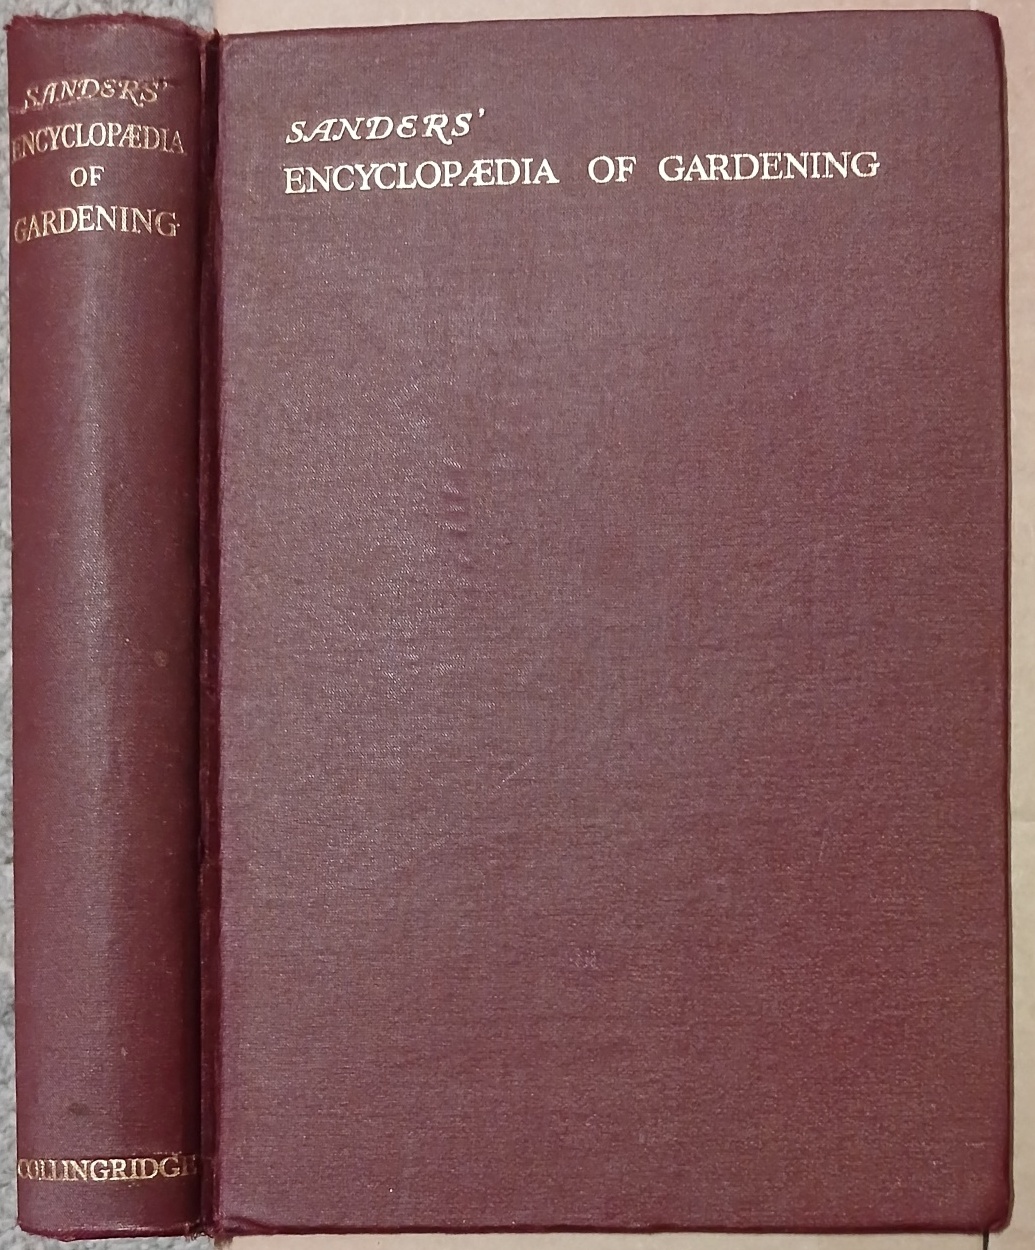 SANDERS'
ENCYCLOPÆDIA
OF
GARDENING
COLLINGRIDGE
SANDERS'
ENCYCLOPÆDIA OF GARDENING